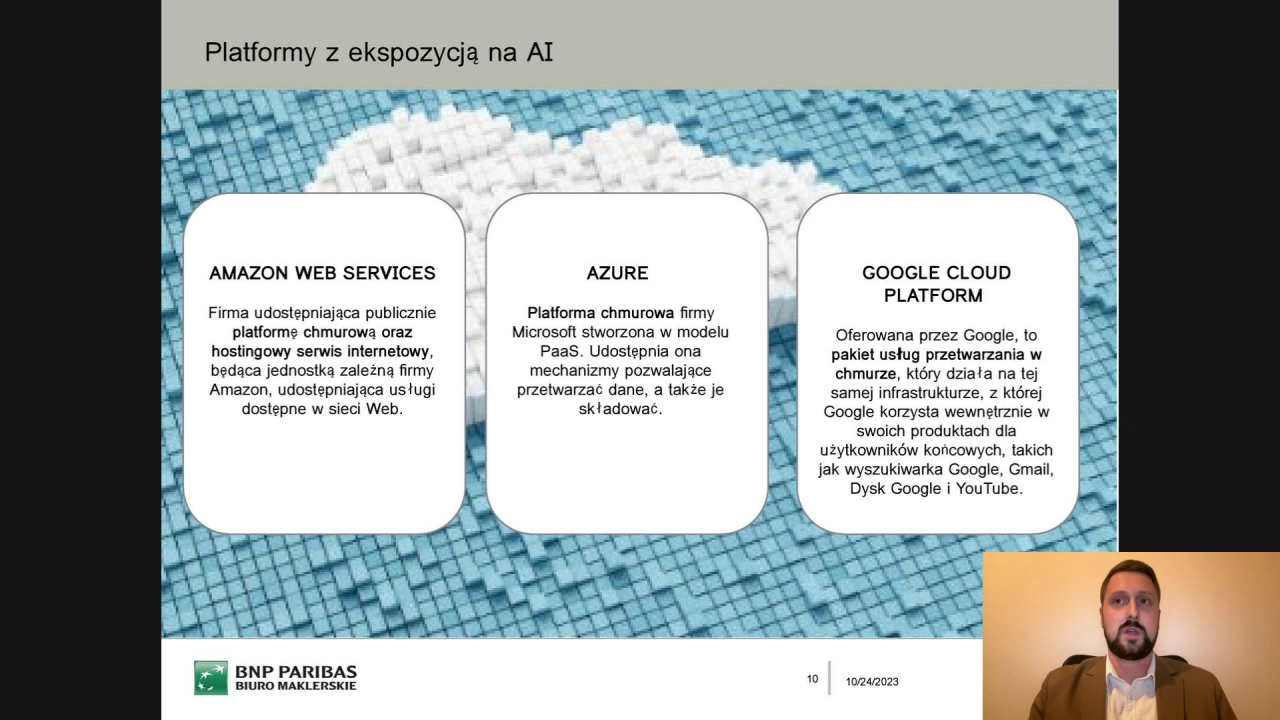 Platformy z ekspozycją na AI
AMAZON WEB SERVICES
Firma udostępniająca publicznie
platformę chmurową oraz
hostingowy serwis internetowy,
będąca jednostką zależną firmy
Amazon, udostępniająca usługi
dostępne w sieci Web.
AZURE
Platforma chmurowa firmy
Microsoft stworzona w modelu
PaaS. Udostępnia ona
mechanizmy pozwalające
przetwarzać dane, a także je
składować.
GOOGLE CLOUD
PLATFORM
Oferowana przez Google, to
pakiet usług przetwarzania w
chmurze, który działa na tej
samej infrastrukturze, z której
Google korzysta wewnętrznie w
swoich produktach dla
użytkowników końcowych, takich
jak wyszukiwarka Google, Gmail,
Dysk Google i YouTube.
BNP PARIBAS
BIURO MAKLERSKIE
10
10/24/2023